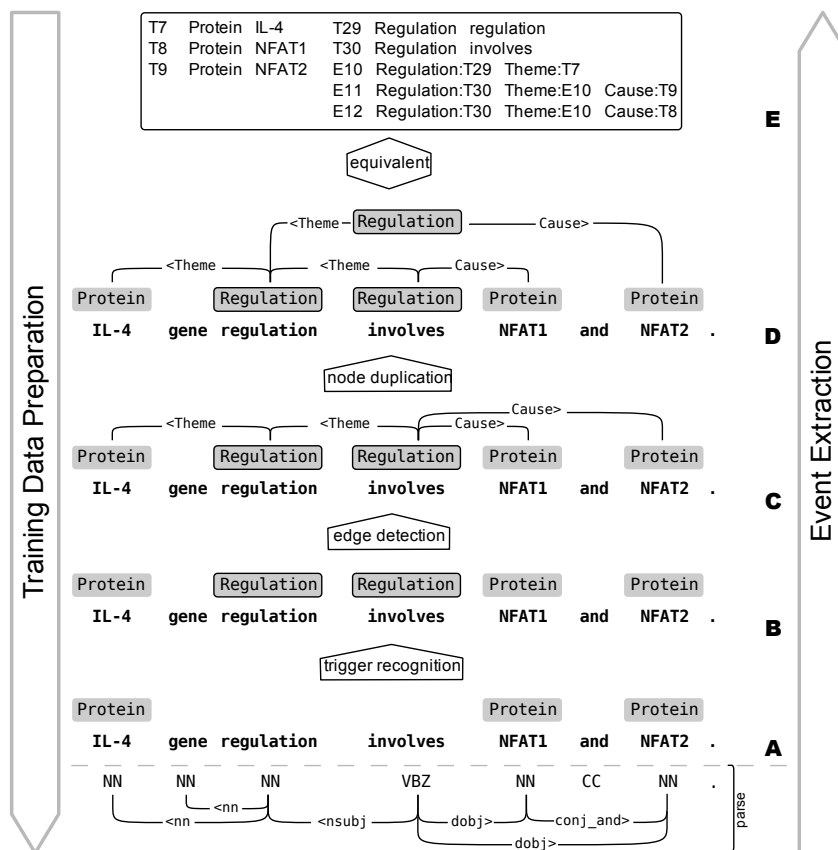 T7 Protein IL-4 T29 Regulation regulation
T8 Protein NFAT1 T30 Regulation involves
T9 Protein NFAT2 E10 Regulation:T29 Theme:T7
E11 Regulation:T30 Theme:E10 Cause:T9
E12 Regulation:T30 Theme:E10 Cause:T8
E
equivalent
<Theme Regulation Cause>
<Theme <Theme Cause>
Protein Regulation Regulation Protein Protein
IL-4 gene regulation involves NFAT1 and NFAT2 .
D
node duplication
Cause>
<Theme <Theme Cause>
Protein Regulation Regulation Protein Protein
IL-4 gene regulation involves NFAT1 and NFAT2 .
C
edge detection
Protein Regulation Regulation Protein Protein
IL-4 gene regulation involves NFAT1 and NFAT2 .
B
trigger recognition
Protein Protein Protein
IL-4 gene regulation involves NFAT1 and NFAT2 .
A
NN NN NN VBZ NN CC NN .
<nn
<nn <nsubj dobj> conj_and>
dobj>
parse
Training Data Preparation
Event Extraction